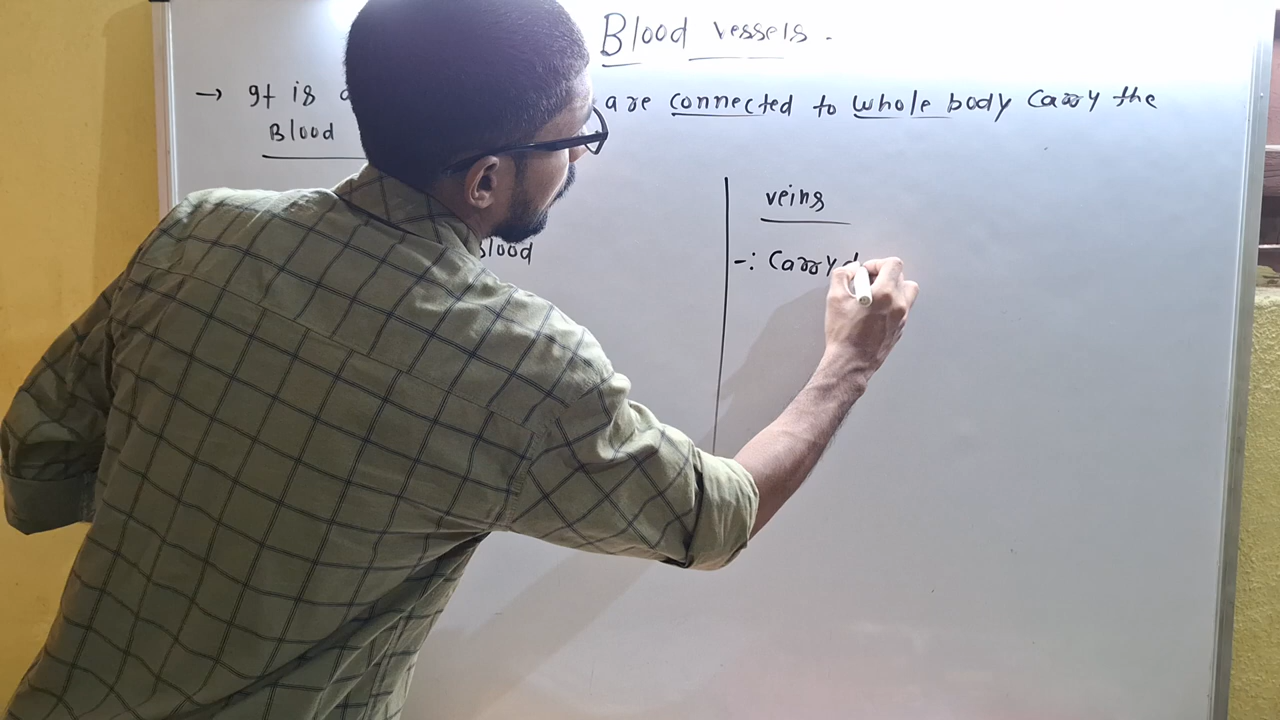 Blood vessels.
→ It is are connected to whole body carry the
Blood
veins
Blood
-: Carry